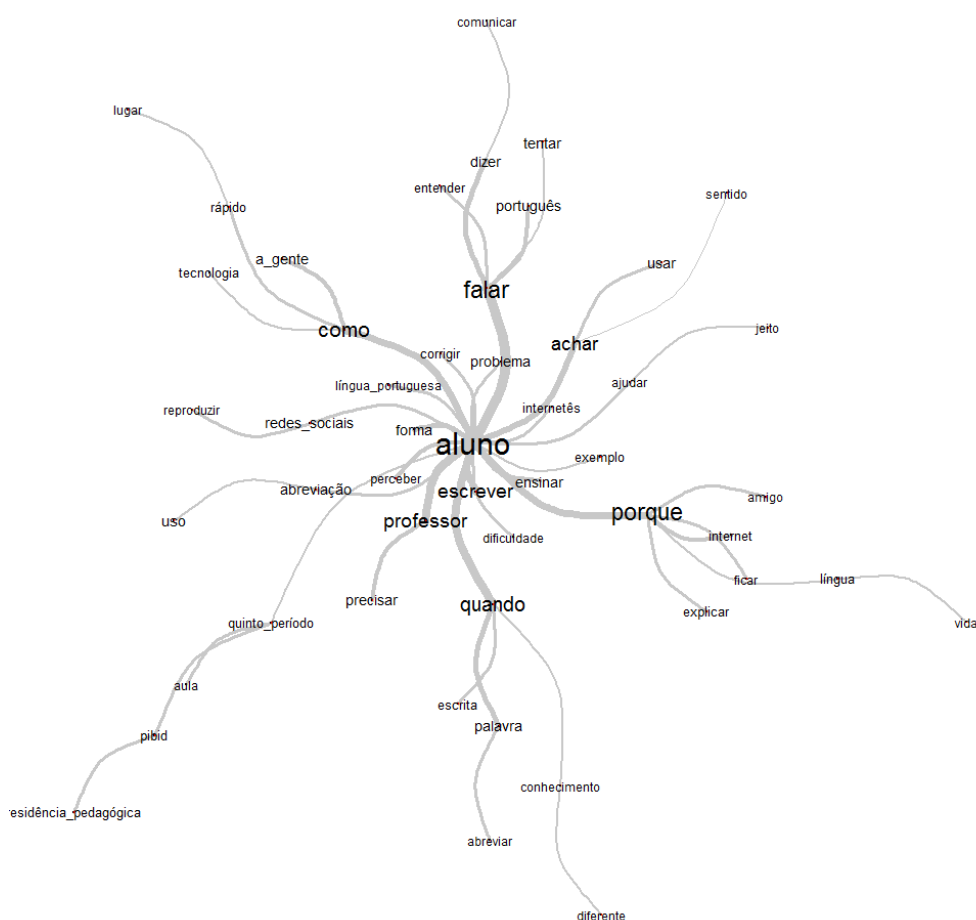 comunicar
lugar
tentar
dizer
entender
sentido
português
rápido
a_gente
usar
tecnologia
falar
jeito
como
achar
corrigir
problema
ajudar
língua_portuguesa
internetês
reproduzir
redes_sociais
forma
aluno
exemplo
perceber
ensinar
abreviação
escrever
amigo
uso
professor
porque
dificuldade
internet
ficar
língua
precisar
quando
explicar
quinto_período
vida
aula
escrita
palavra
pibid
conhecimento
residência_pedagógica
abreviar
diferente